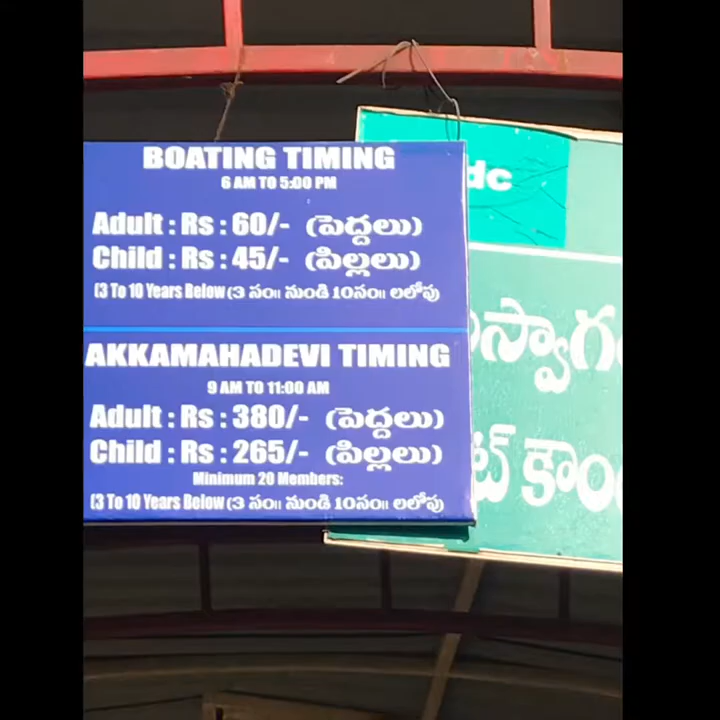 BOATING TIMING
6 AM TO 5:00 PM
Adult : Rs : 60/- (పెద్దలు)
Child : Rs : 45/- (పిల్లలు)
(3 To 10 Years Below (3 సం॥ నుండి 10సం॥ లలోపు
AKKAMAHADEVI TIMING
9 AM TO 11:00 AM
Adult : Rs : 380/- (పెద్దలు)
Child : Rs : 265/- (పిల్లలు)
Minimum 20 Members:
(3 To 10 Years Below (3 సం॥ నుండి 10సం॥ లలోపు
dc